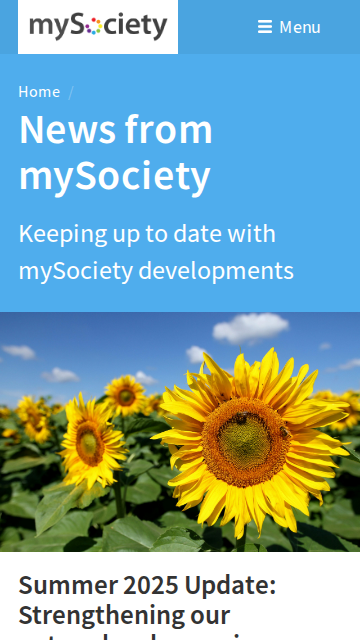 mySociety
Menu
Home /
News from
mySociety
Keeping up to date with
mySociety developments
Summer 2025 Update:
Strengthening our